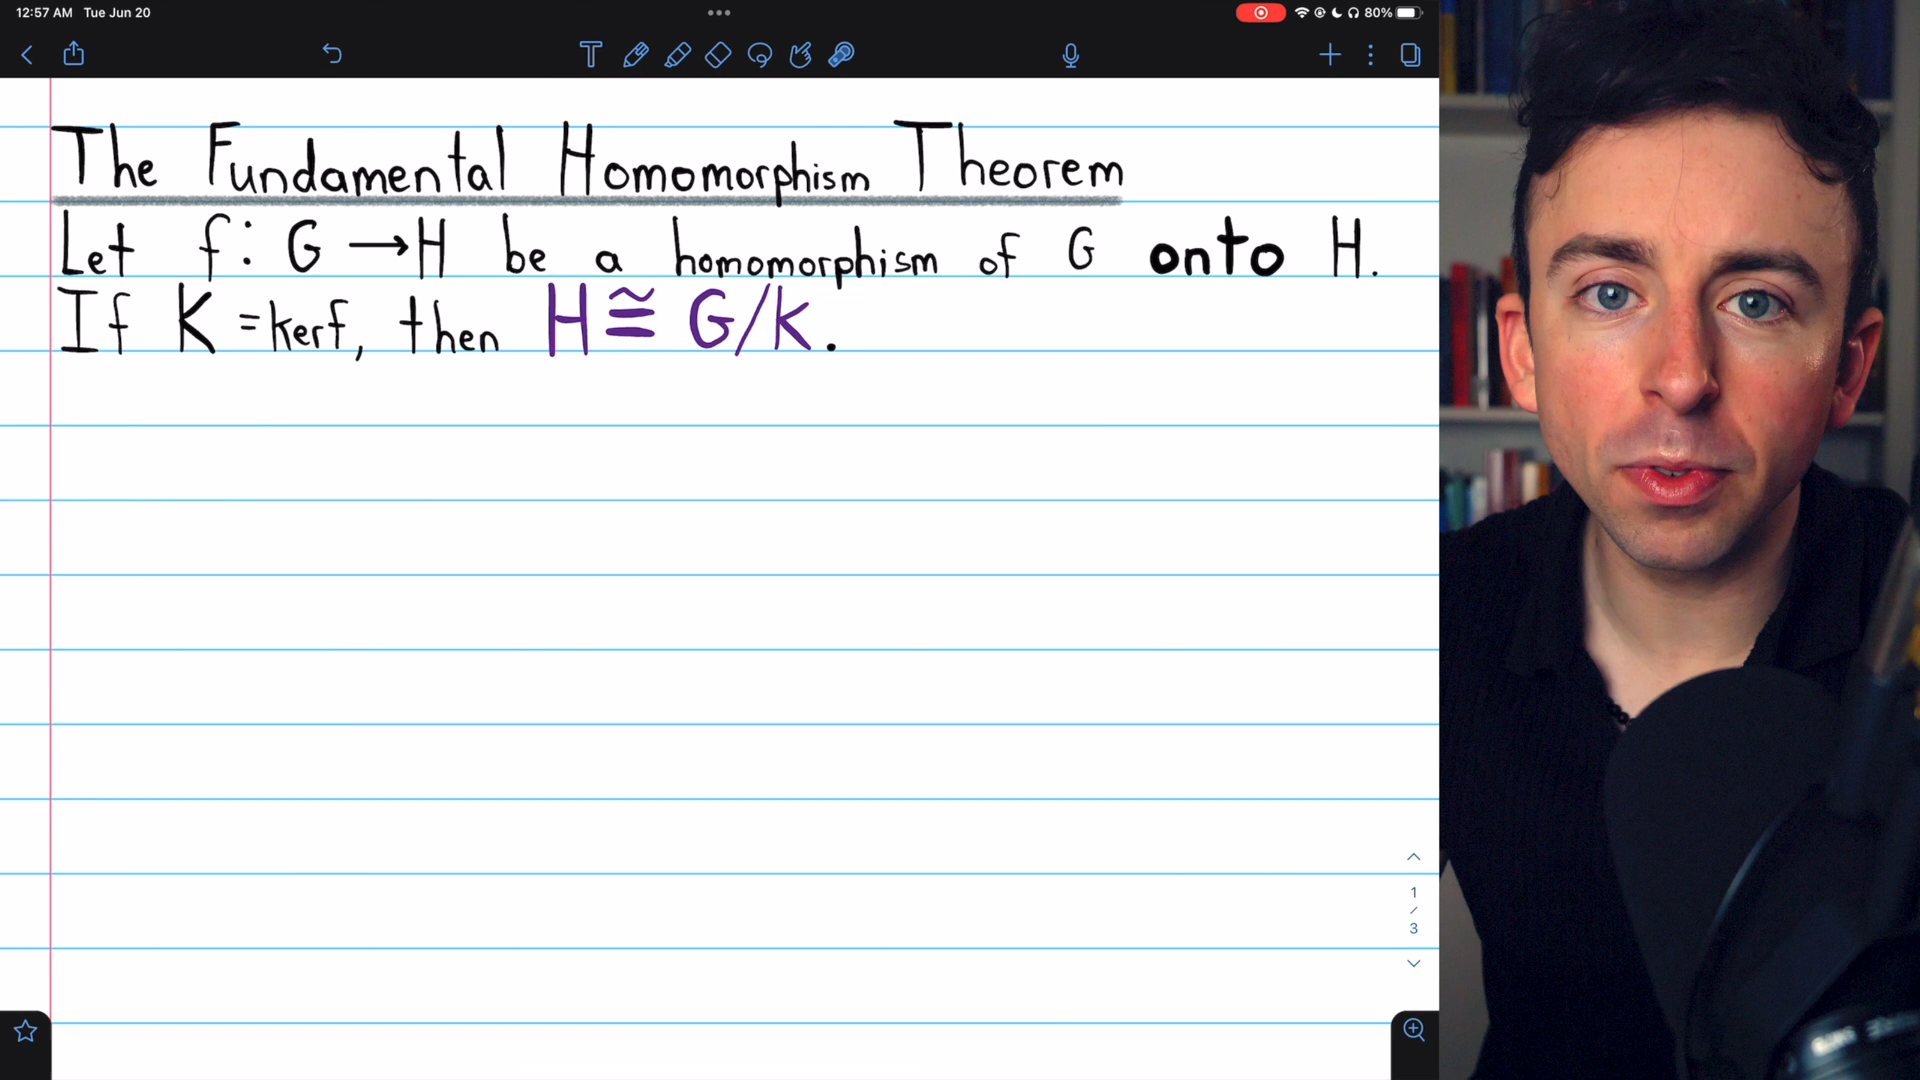 12:57 AM Tue Jun 20
80%
The Fundamental Homomorphism Theorem
Let f: G → H be a homomorphism of G onto H.
If K = kerf, then H ≅ G/K.
1
/
3